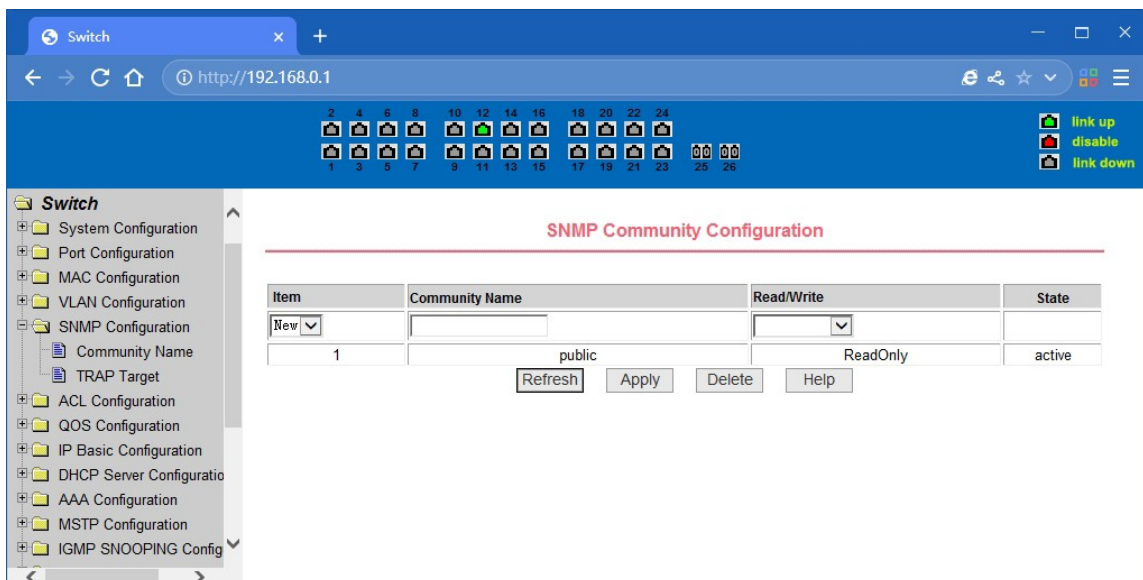 Switch
http://192.168.0.1
2 4 6 8 10 12 14 16 18 20 22 24
1 3 5 7 9 11 13 15 17 19 21 23 25 26
link up
disable
link down
Switch
System Configuration
Port Configuration
MAC Configuration
VLAN Configuration
SNMP Configuration
Community Name
TRAP Target
ACL Configuration
QOS Configuration
IP Basic Configuration
DHCP Server Configuratio
AAA Configuration
MSTP Configuration
IGMP SNOOPING Config
SNMP Community Configuration
Item Community Name Read/Write State
New
1 public ReadOnly active
Refresh Apply Delete Help